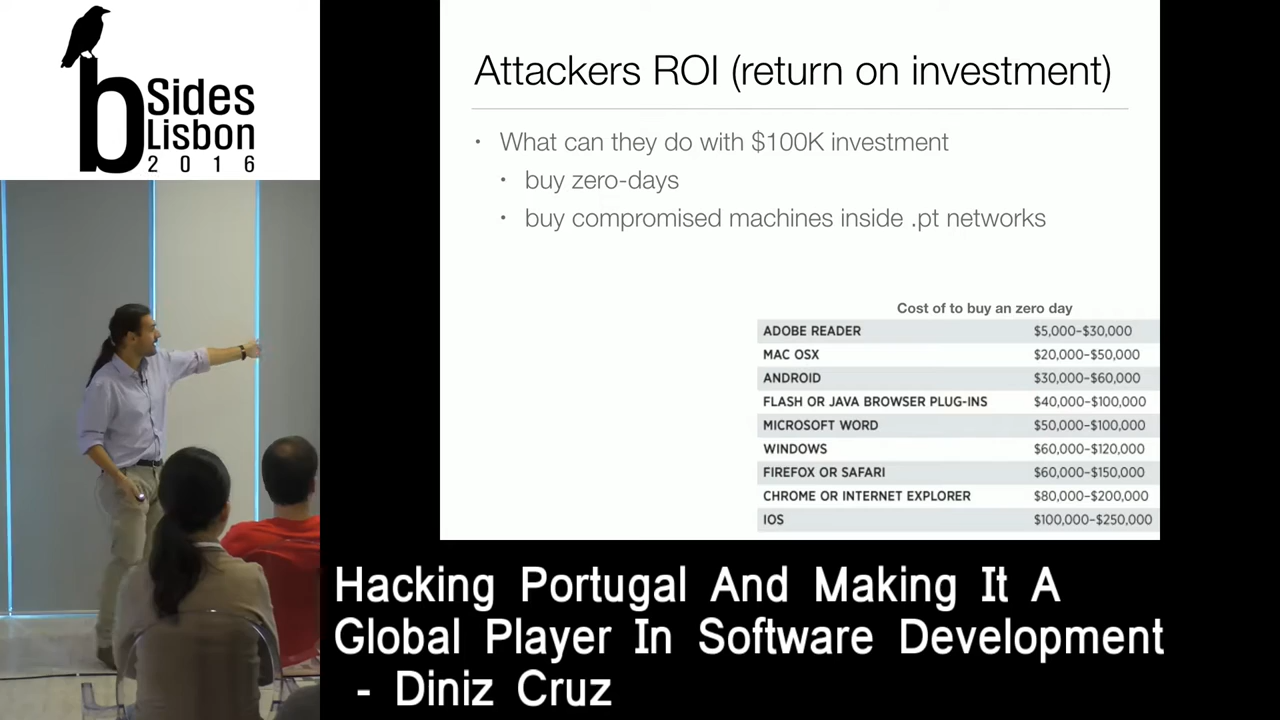 b
Sides
Lisbon
2016
Attackers ROI (return on investment)
• What can they do with $100K investment
• buy zero-days
• buy compromised machines inside .pt networks
Cost of to buy an zero day
ADOBE READER $5,000–$30,000
MAC OSX $20,000–$50,000
ANDROID $30,000–$60,000
FLASH OR JAVA BROWSER PLUG-INS $40,000–$100,000
MICROSOFT WORD $50,000–$100,000
WINDOWS $60,000–$120,000
FIREFOX OR SAFARI $60,000–$150,000
CHROME OR INTERNET EXPLORER $80,000–$200,000
IOS $100,000–$250,000
Hacking Portugal And Making It A
Global Player In Software Development
- Diniz Cruz